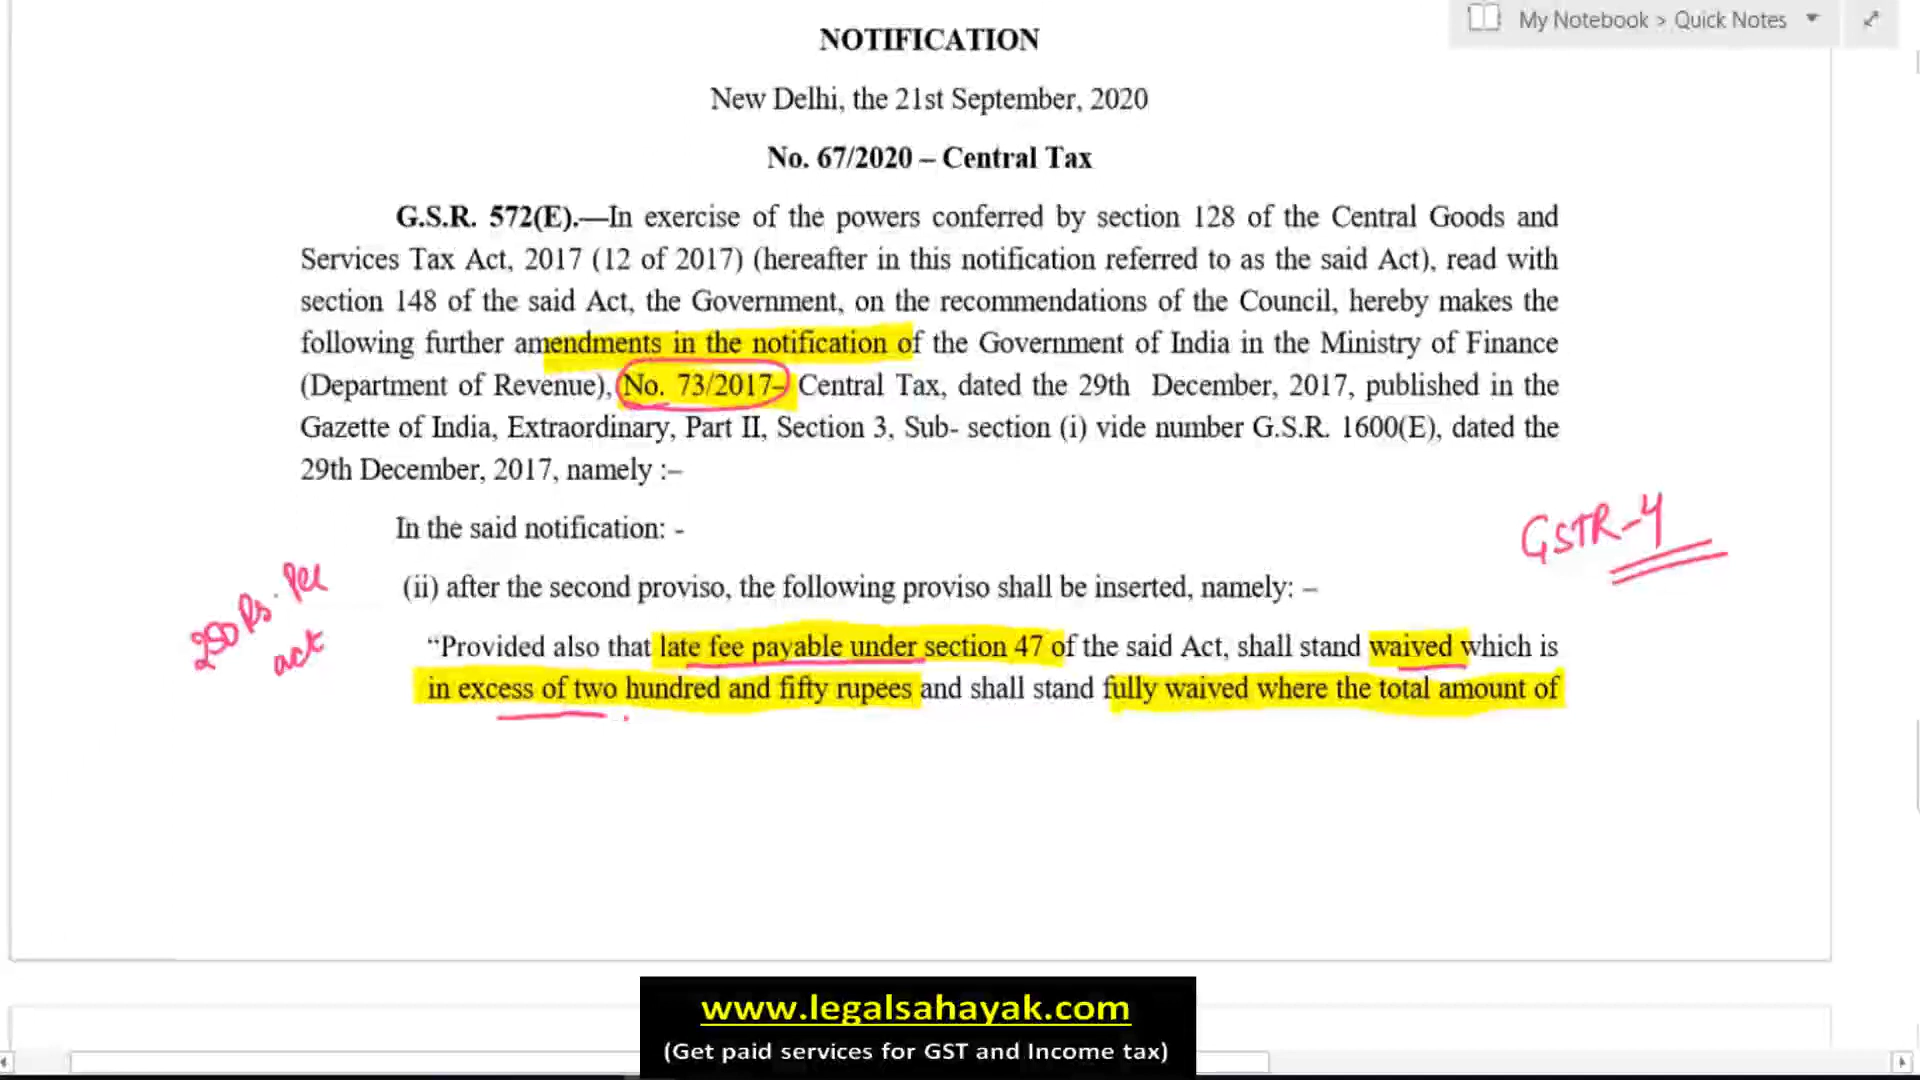 My Notebook > Quick Notes
NOTIFICATION
New Delhi, the 21st September, 2020
No. 67/2020 – Central Tax
G.S.R. 572(E).—In exercise of the powers conferred by section 128 of the Central Goods and
Services Tax Act, 2017 (12 of 2017) (hereafter in this notification referred to as the said Act), read with
section 148 of the said Act, the Government, on the recommendations of the Council, hereby makes the
following further amendments in the notification of the Government of India in the Ministry of Finance
(Department of Revenue), No. 73/2017– Central Tax, dated the 29th December, 2017, published in the
Gazette of India, Extraordinary, Part II, Section 3, Sub- section (i) vide number G.S.R. 1600(E), dated the
29th December, 2017, namely :–
GSTR-4
In the said notification: -
250 Rs. Per
act
(ii) after the second proviso, the following proviso shall be inserted, namely: –
“Provided also that late fee payable under section 47 of the said Act, shall stand waived which is
in excess of two hundred and fifty rupees and shall stand fully waived where the total amount of
www.legalsahayak.com
(Get paid services for GST and Income tax)